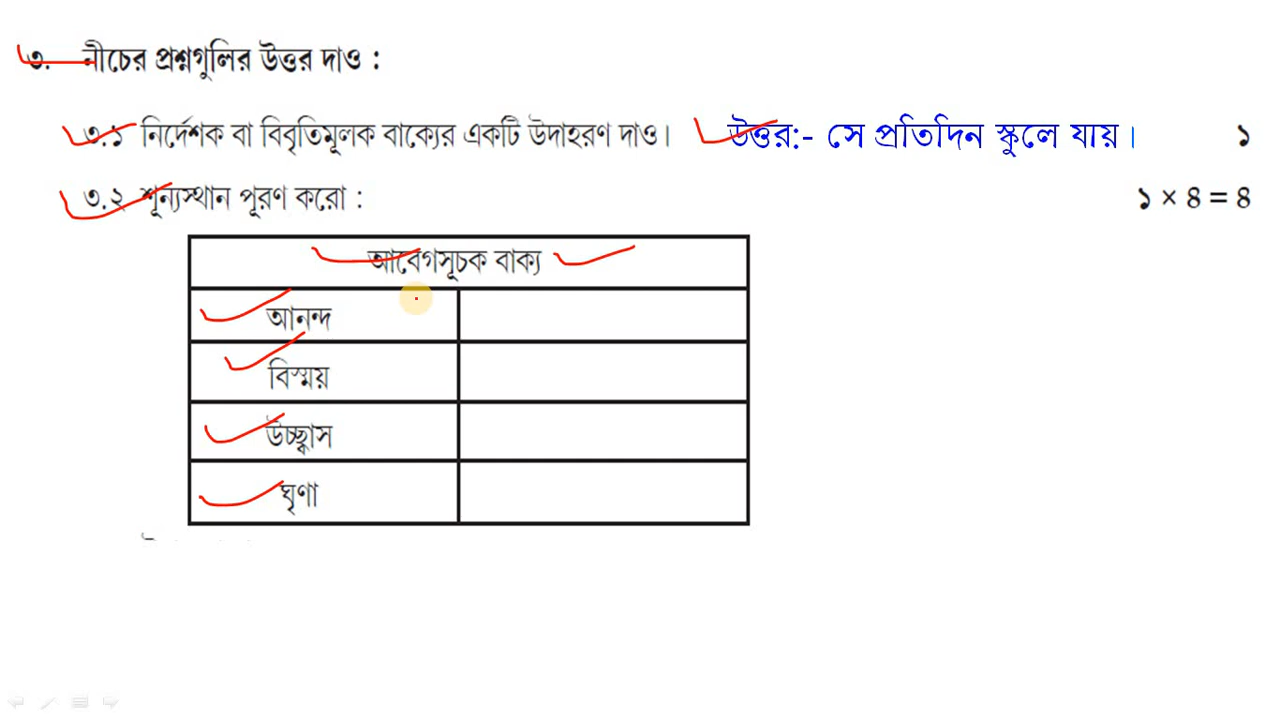 ৩. নীচের প্রশ্নগুলির উত্তর দাও :
৩.১ নির্দেশক বা বিবৃতিমূলক বাক্যের একটি উদাহরণ দাও। উত্তর:- সে প্রতিদিন স্কুলে যায়। ১
৩.২ শূন্যস্থান পূরণ করো : ১ × ৪ = ৪
আবেগসূচক বাক্য
আনন্দ
বিস্ময়
উচ্ছ্বাস
ঘৃণা